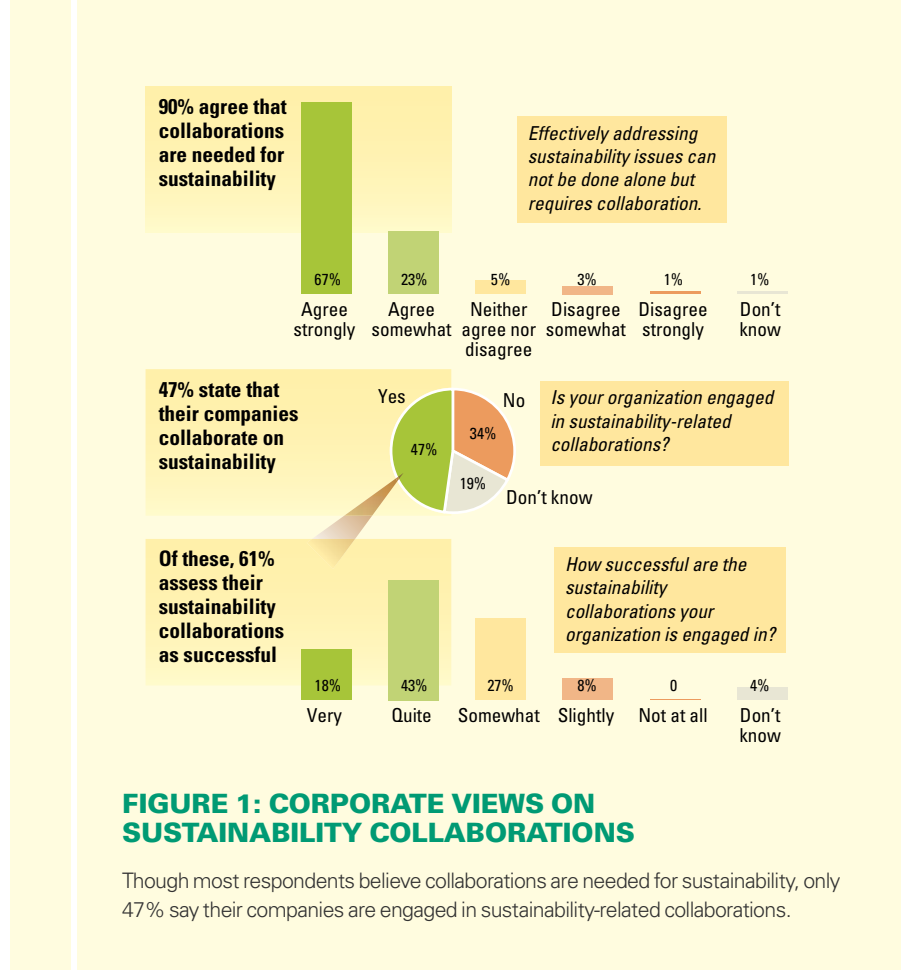 90% agree that
collaborations
are needed for
sustainability
Effectively addressing
sustainability issues can
not be done alone but
requires collaboration.
67%
23%
5%
3%
1%
1%
Agree
strongly
Agree
somewhat
Neither
agree nor
disagree
Disagree
somewhat
Disagree
strongly
Don't
know
47% state that
their companies
collaborate on
sustainability
Yes
No
47%
34%
19%
Don't know
Is your organization engaged
in sustainability-related
collaborations?
Of these, 61%
assess their
sustainability
collaborations
as successful
How successful are the
sustainability
collaborations your
organization is engaged in?
18%
43%
27%
8%
0
4%
Very
Quite
Somewhat
Slightly
Not at all
Don't
know
FIGURE 1: CORPORATE VIEWS ON
SUSTAINABILITY COLLABORATIONS
Though most respondents believe collaborations are needed for sustainability, only
47% say their companies are engaged in sustainability-related collaborations.